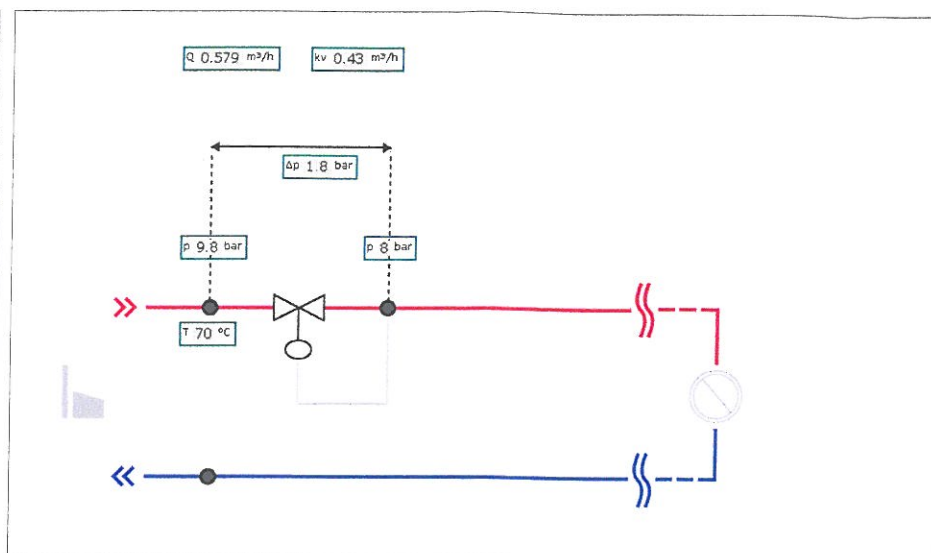 Q 0.579 m³/h
kv 0.43 m³/h
Δp 1.8 bar
p 9.8 bar
p 8 bar
T 70 °C